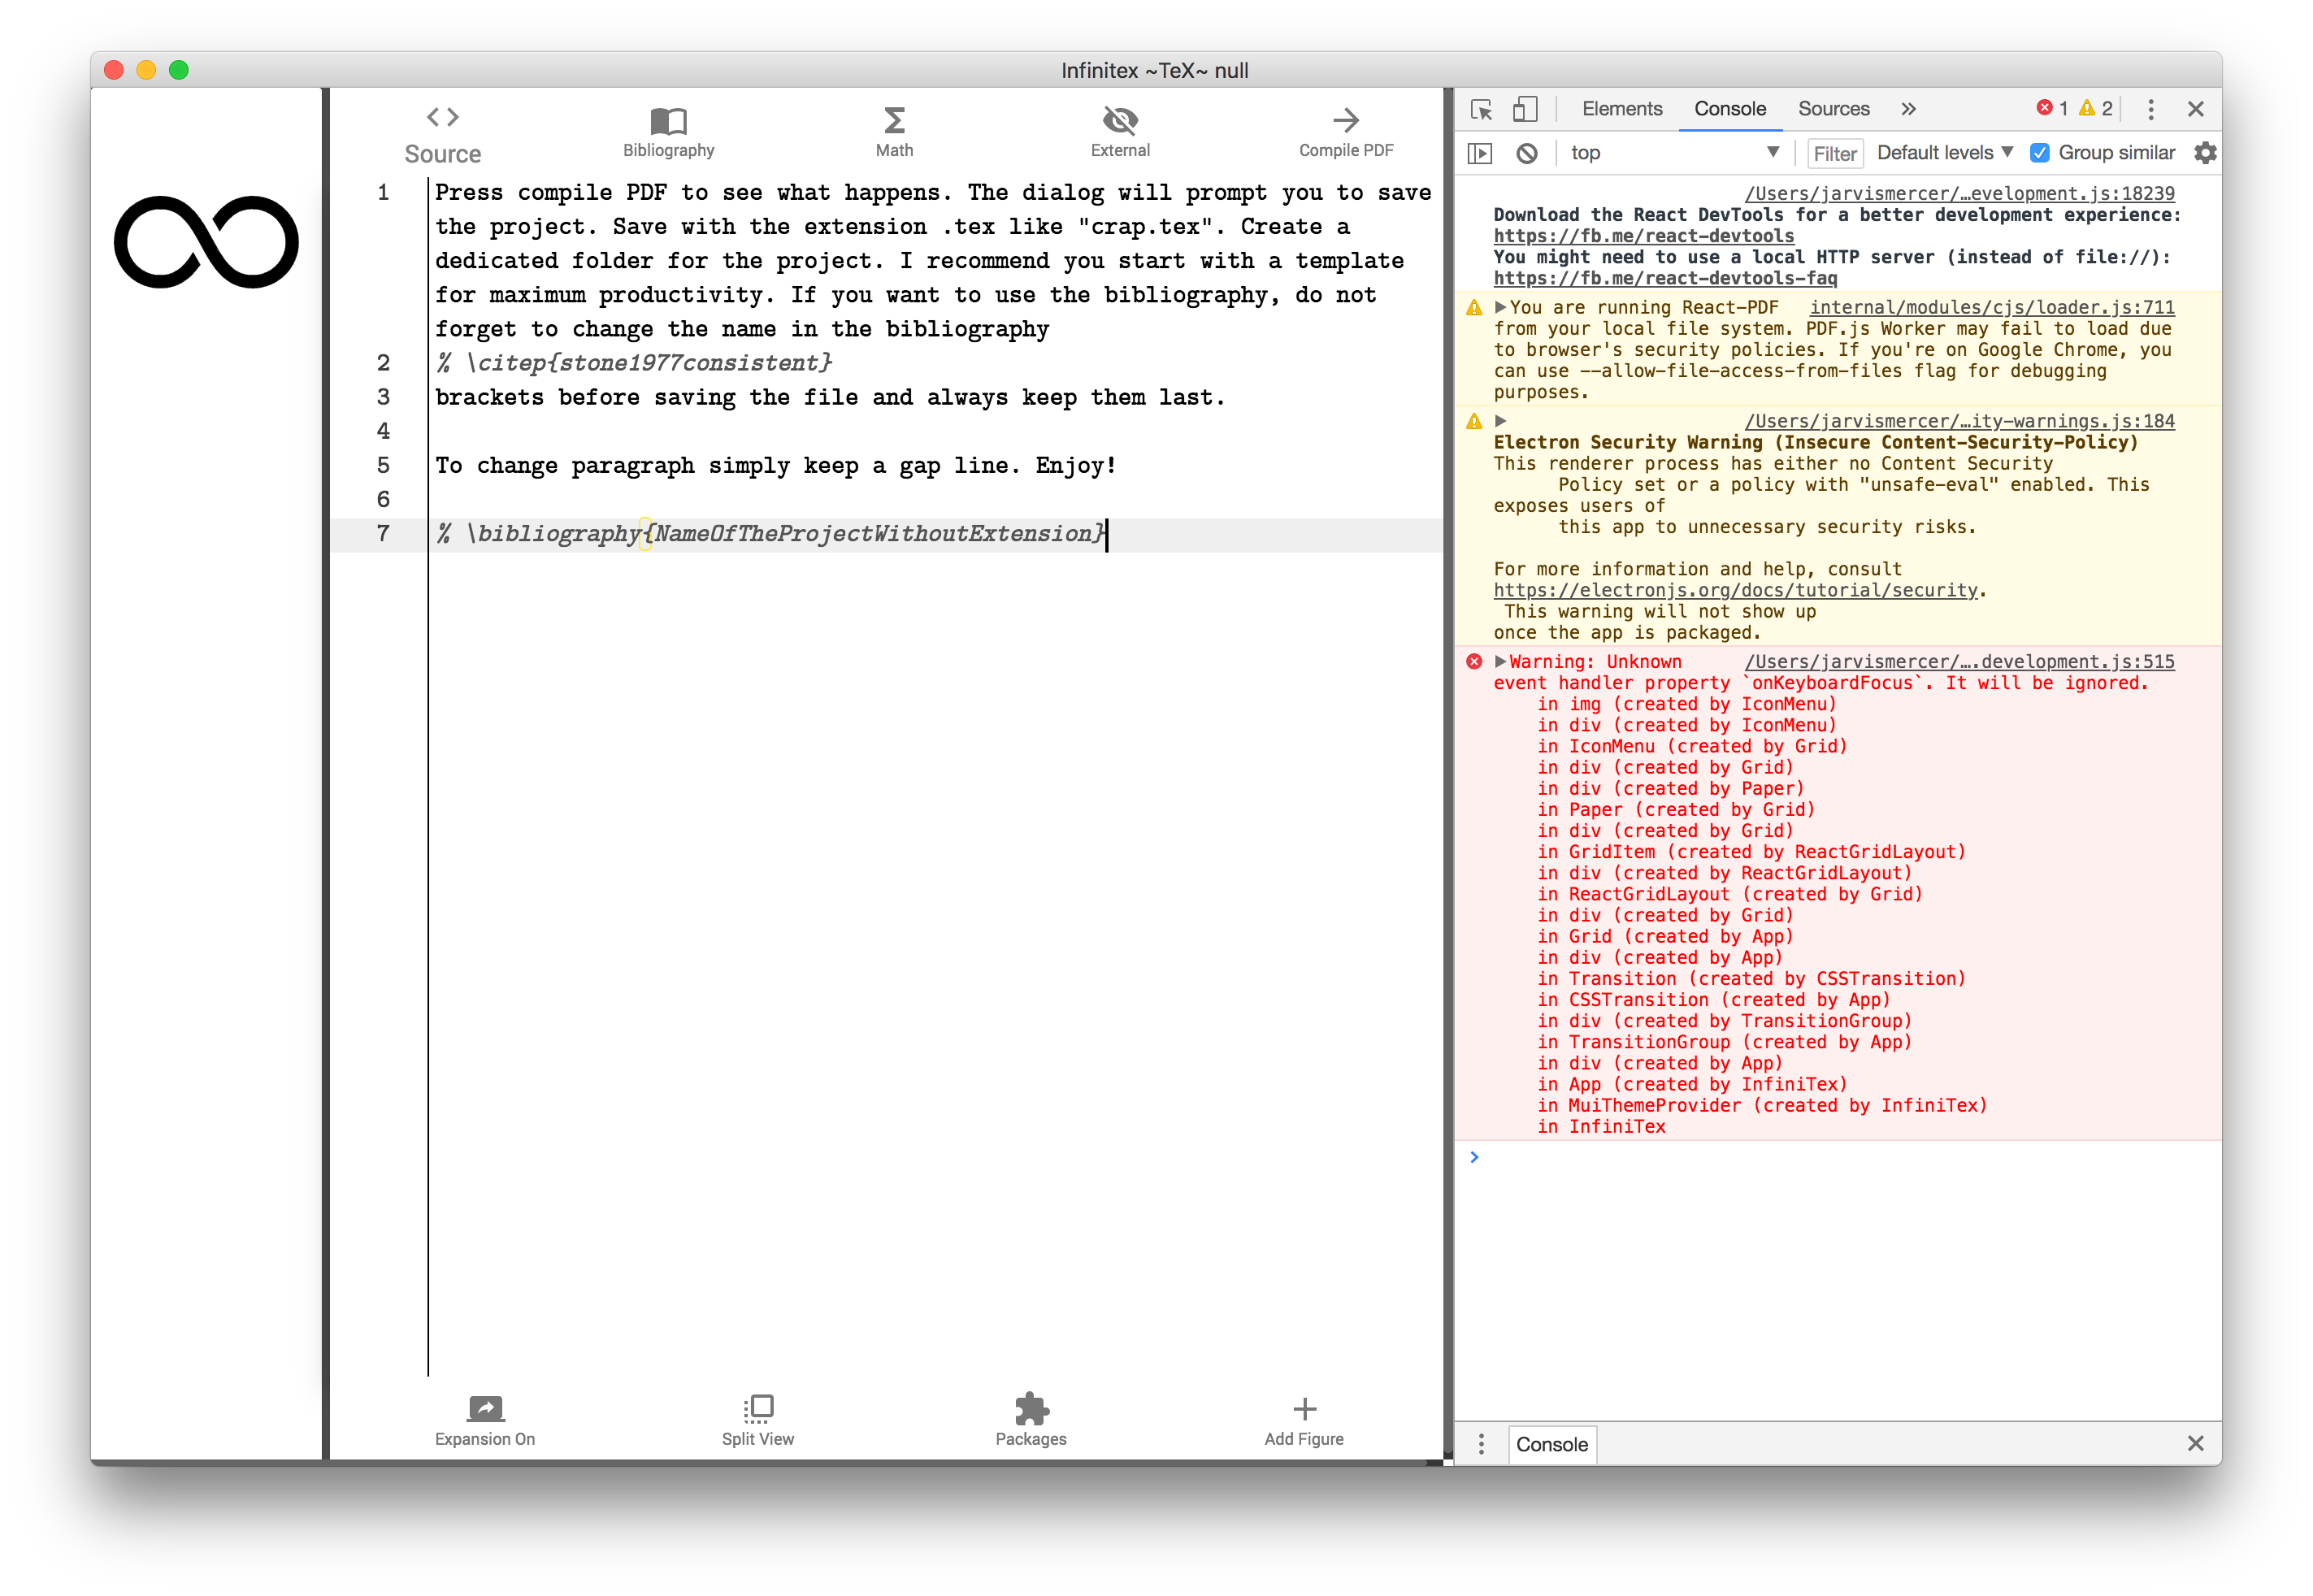 Infinitex ~TeX~ null
Source
Bibliography
Math
External
Compile PDF
1 Press compile PDF to see what happens. The dialog will prompt you to save
the project. Save with the extension .tex like "crap.tex". Create a
dedicated folder for the project. I recommend you start with a template
for maximum productivity. If you want to use the bibliography, do not
forget to change the name in the bibliography
2 % \citep{stone1977consistent}
3 brackets before saving the file and always keep them last.
4
5 To change paragraph simply keep a gap line. Enjoy!
6
7 % \bibliography{NameOfTheProjectWithoutExtension}
Expansion On
Split View
Packages
Add Figure
Elements Console Sources » 1 2
top Filter Default levels Group similar
/Users/jarvismercer/…evelopment.js:18239
Download the React DevTools for a better development experience:
https://fb.me/react-devtools
You might need to use a local HTTP server (instead of file://):
https://fb.me/react-devtools-faq
You are running React-PDF internal/modules/cjs/loader.js:711
from your local file system. PDF.js Worker may fail to load due
to browser's security policies. If you're on Google Chrome, you
can use --allow-file-access-from-files flag for debugging
purposes.
/Users/jarvismercer/…ity-warnings.js:184
Electron Security Warning (Insecure Content-Security-Policy)
This renderer process has either no Content Security
Policy set or a policy with "unsafe-eval" enabled. This
exposes users of
this app to unnecessary security risks.
For more information and help, consult
https://electronjs.org/docs/tutorial/security.
This warning will not show up
once the app is packaged.
Warning: Unknown /Users/jarvismercer/….development.js:515
event handler property `onKeyboardFocus`. It will be ignored.
in img (created by IconMenu)
in div (created by IconMenu)
in IconMenu (created by Grid)
in div (created by Grid)
in div (created by Paper)
in Paper (created by Grid)
in div (created by Grid)
in GridItem (created by ReactGridLayout)
in div (created by ReactGridLayout)
in ReactGridLayout (created by Grid)
in div (created by Grid)
in Grid (created by App)
in div (created by App)
in Transition (created by CSSTransition)
in CSSTransition (created by App)
in div (created by TransitionGroup)
in TransitionGroup (created by App)
in div (created by App)
in App (created by InfiniTex)
in MuiThemeProvider (created by InfiniTex)
in InfiniTex
Console